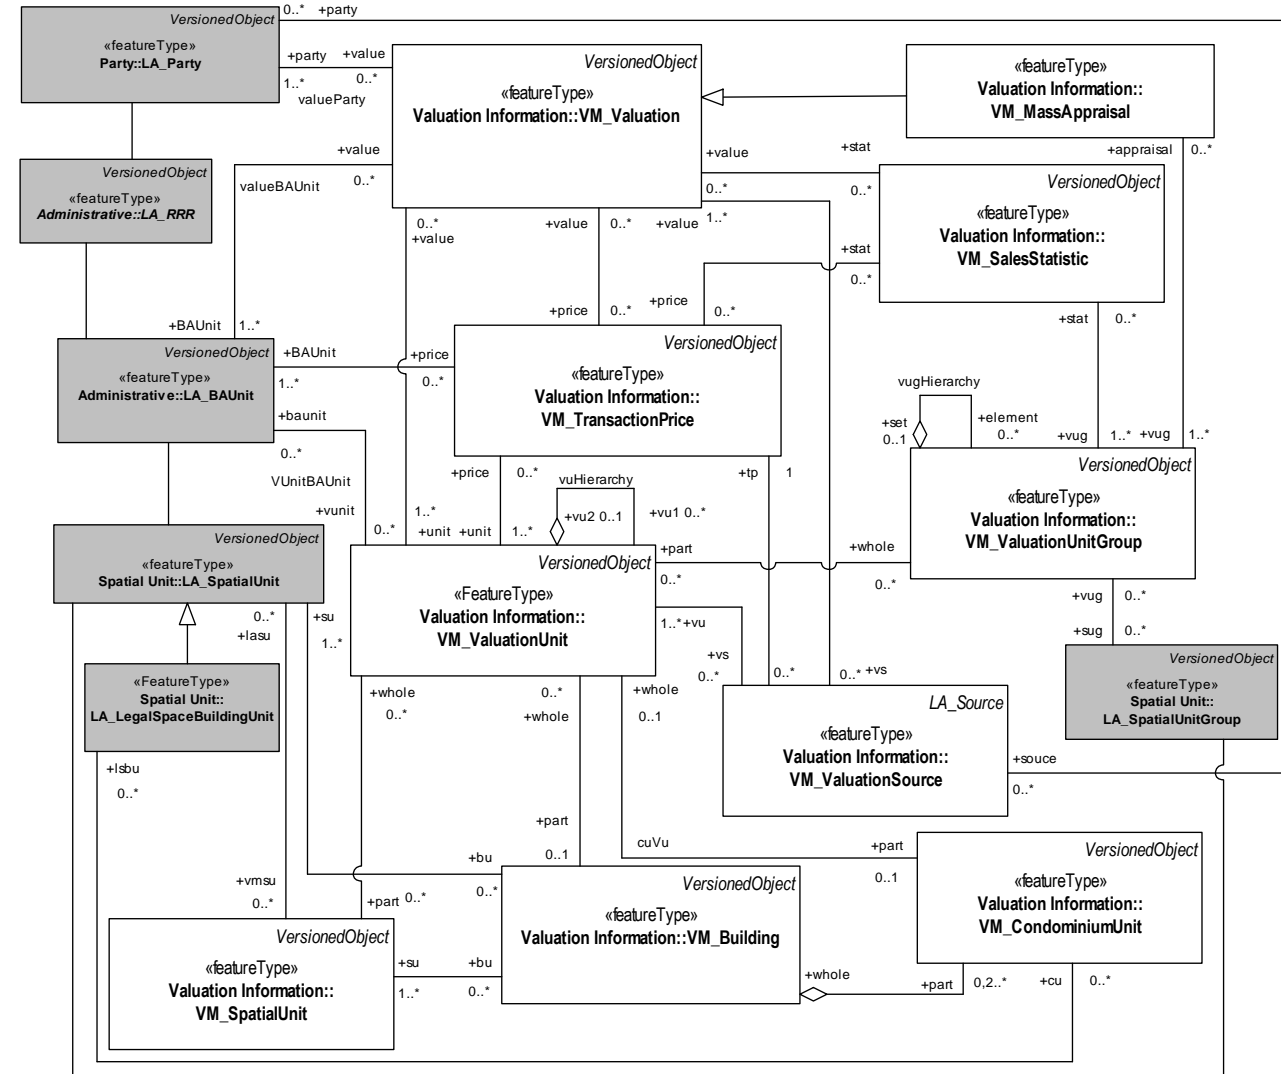 0..* +party
VersionedObject
«featureType»
Party::LA_Party
+party +value
1..* 0..*
valueParty
VersionedObject
«featureType»
Valuation Information::VM_Valuation
«featureType»
Valuation Information::
VM_MassAppraisal
+appraisal 0..*
VersionedObject
«featureType»
Administrative::LA_RRR
+value
valueBAUnit 0..*
+value +stat
0..* 0..*
VersionedObject
«featureType»
Valuation Information::
VM_SalesStatistic
0..*
+value
+value 0..* +value 1..*
+stat
0..*
+price 0..* +price 0..*
+stat 0..*
+BAUnit 1..*
VersionedObject
«featureType»
Administrative::LA_BAUnit
+BAUnit +price
1..* 0..*
VersionedObject
«featureType»
Valuation Information::
VM_TransactionPrice
+baunit
0..*
VUnitBAUnit
+vunit
0..*
vugHierarchy
+set +element
0..1 0..*
+vug 1..* +vug 1..*
VersionedObject
«featureType»
Valuation Information::
VM_ValuationUnitGroup
+price 0..*
+tp 1
vuHierarchy
+vu2 0..1 +vu1 0..*
1..*
+unit +unit 1..*
VersionedObject
«featureType»
Spatial Unit::LA_SpatialUnit
VersionedObject
«FeatureType»
Valuation Information::
VM_ValuationUnit
+part +whole
0..* 0..*
+vug 0..*
+sug 0..*
0..* +su
+lasu
1..*
1..* +vu
+vs
0..* 0..* 0..* +vs
«FeatureType»
Spatial Unit::
LA_LegalSpaceBuildingUnit
+whole 0..* +whole
0..* +whole 0..1
LA_Source
«featureType»
Valuation Information::
VM_ValuationSource
VersionedObject
«featureType»
Spatial Unit::
LA_SpatialUnitGroup
+lsbu
0..*
+souce
0..*
+part
0..1
cuVu
+part
0..1
VersionedObject
«featureType»
Valuation Information::
VM_CondominiumUnit
+bu
+vmsu
0..* +part 0..* 0..*
VersionedObject
«featureType»
Valuation Information::VM_Building
VersionedObject
«featureType»
Valuation Information::
VM_SpatialUnit
+su +bu
1..* 0..*
+whole
+part 0,2..* +cu 0..*